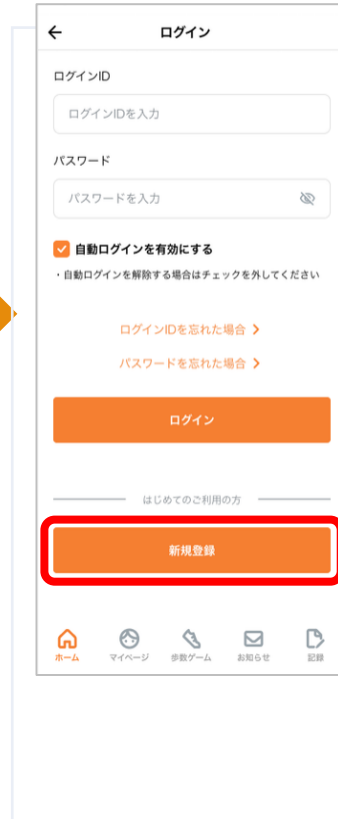 ログイン
ログインID
ログインIDを入力
パスワード
パスワードを入力
自動ログインを有効にする
・自動ログインを解除する場合はチェックを外してください
ログインIDを忘れた場合
パスワードを忘れた場合
ログイン
はじめてのご利用の方
新規登録
ホーム マイページ 歩数ゲーム お知らせ 記録